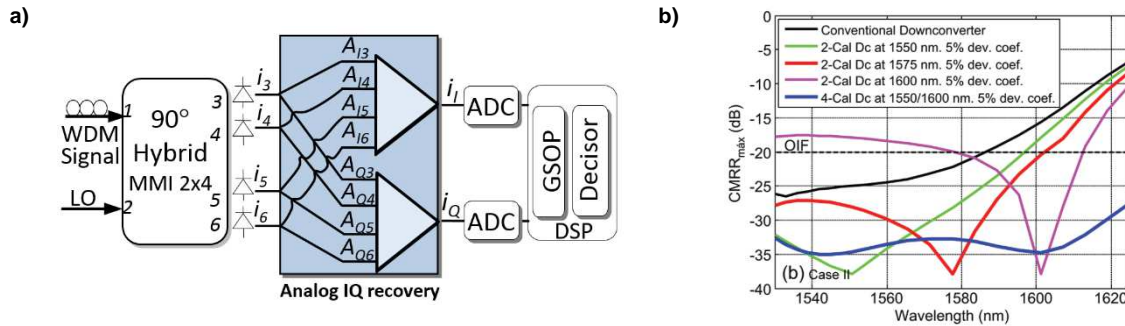 a)
1
WDM
Signal
LO
2
90°
Hybrid
MMI 2x4
3
4
5
6
i3
i4
i5
i6
AI3
AI4
AI5
AI6
AQ3
AQ4
AQ5
AQ6
Analog IQ recovery
iI
iQ
ADC
ADC
GSOP
Decisor
DSP
b)
CMRRmáx (dB)
0
-5
-10
-15
-20
-25
-30
-35
-40
Conventional Downconverter
2-Cal Dc at 1550 nm. 5% dev. coef.
2-Cal Dc at 1575 nm. 5% dev. coef.
2-Cal Dc at 1600 nm. 5% dev. coef.
4-Cal Dc at 1550/1600 nm. 5% dev. coef.
OIF
(b) Case II
1540 1560 1580 1600 1620
Wavelength (nm)